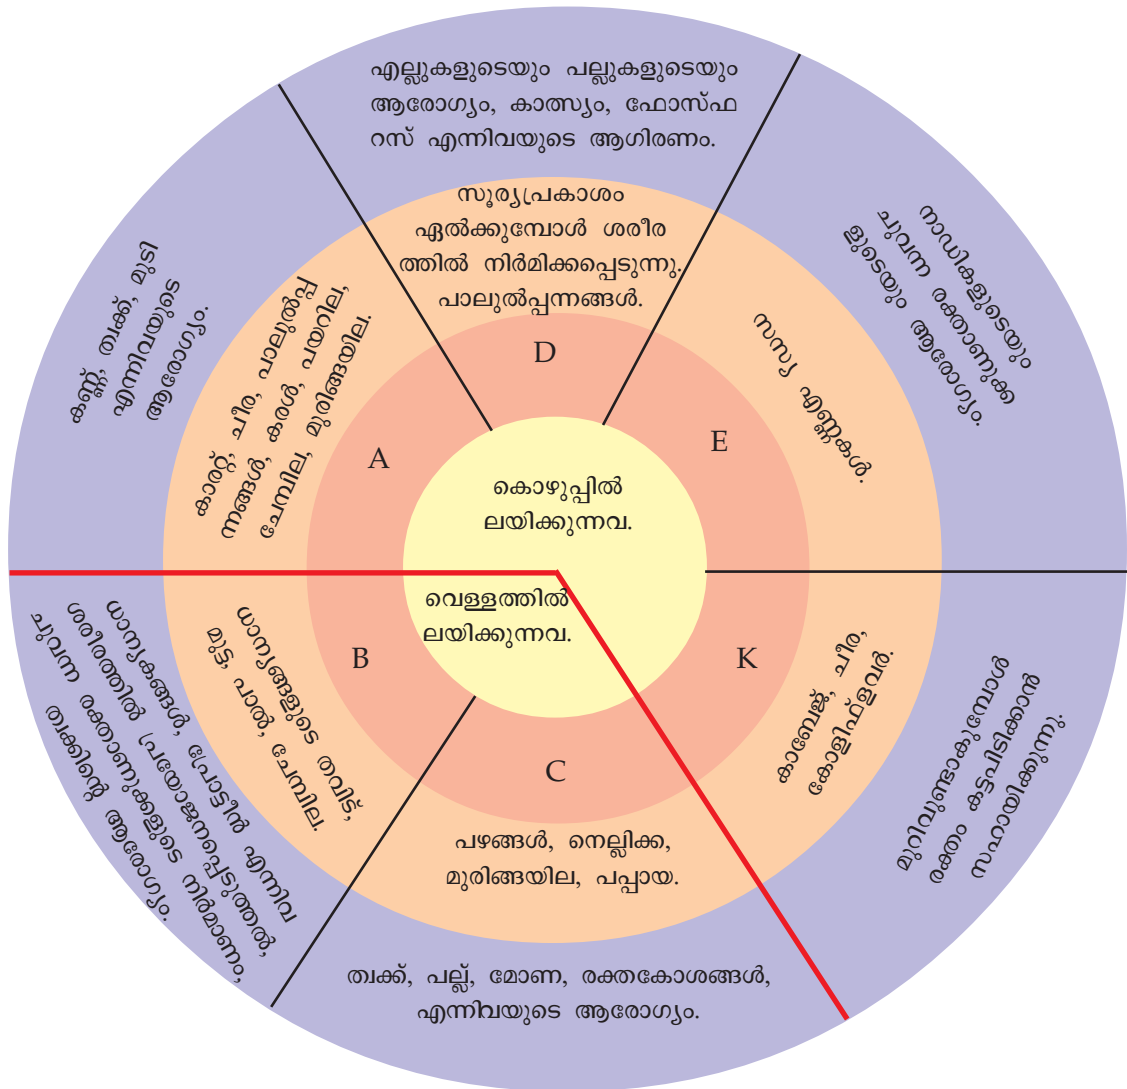 എല്ലുകളുടെയും പല്ലുകളുടെയും
ആരോഗ്യം, കാത്സ്യം, ഫോസ്ഫ
റസ് എന്നിവയുടെ ആഗിരണം.
സൂര്യപ്രകാശം
ഏൽക്കുമ്പോൾ ശരീര
ത്തിൽ നിർമിക്കപ്പെടുന്നു.
പാലുൽപ്പന്നങ്ങൾ.
D
നാഡികളുടെയും
ചുവന്ന രക്താണുക്ക
ളുടെയും ആരോഗ്യം.
സസ്യ എണ്ണകൾ.
E
കണ്ണ്, ത്വക്ക്, മുടി
എന്നിവയുടെ
ആരോഗ്യം.
കാരറ്റ്, ചീര, പാലുൽപ്പ
ന്നങ്ങൾ, കരൾ, പയറില,
ചേമ്പില, മുരിങ്ങയില.
A
കൊഴുപ്പിൽ
ലയിക്കുന്നവ.
വെള്ളത്തിൽ
ലയിക്കുന്നവ.
B
ധാന്യങ്ങളുടെ തവിട്,
മുട്ട, പാൽ, ചേമ്പില.
ധാന്യകങ്ങൾ, പ്രോട്ടീൻ എന്നിവ
ശരീരത്തിൽ പ്രയോജനപ്പെടുത്തൽ,
ചുവന്ന രക്താണുക്കളുടെ നിർമാണം,
ത്വക്കിന്റെ ആരോഗ്യം.
K
കാബേജ്, ചീര,
കോളിഫ്ളവർ.
മുറിവുണ്ടാകുമ്പോൾ
രക്തം കട്ടപിടിക്കാൻ
സഹായിക്കുന്നു.
C
പഴങ്ങൾ, നെല്ലിക്ക,
മുരിങ്ങയില, പപ്പായ.
ത്വക്ക്, പല്ല്, മോണ, രക്തകോശങ്ങൾ,
എന്നിവയുടെ ആരോഗ്യം.